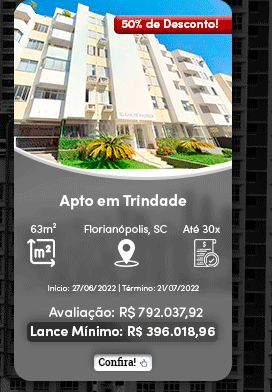 50% de Desconto!
Apto em Trindade
63m² Florianópolis, SC Até 30x
m²
$
Início: 27/06/2022 | Término: 21/07/2022
Avaliação: R$ 792.037,92
Lance Mínimo: R$ 396.018,96
Confira!